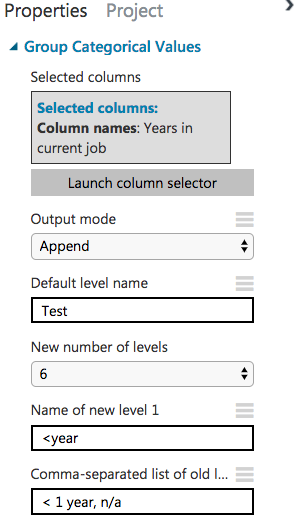 Properties Project
Group Categorical Values
Selected columns
Selected columns:
Column names: Years in
current job
Launch column selector
Output mode
Append
Default level name
Test
New number of levels
6
Name of new level 1
<year
Comma-separated list of old l...
< 1 year, n/a